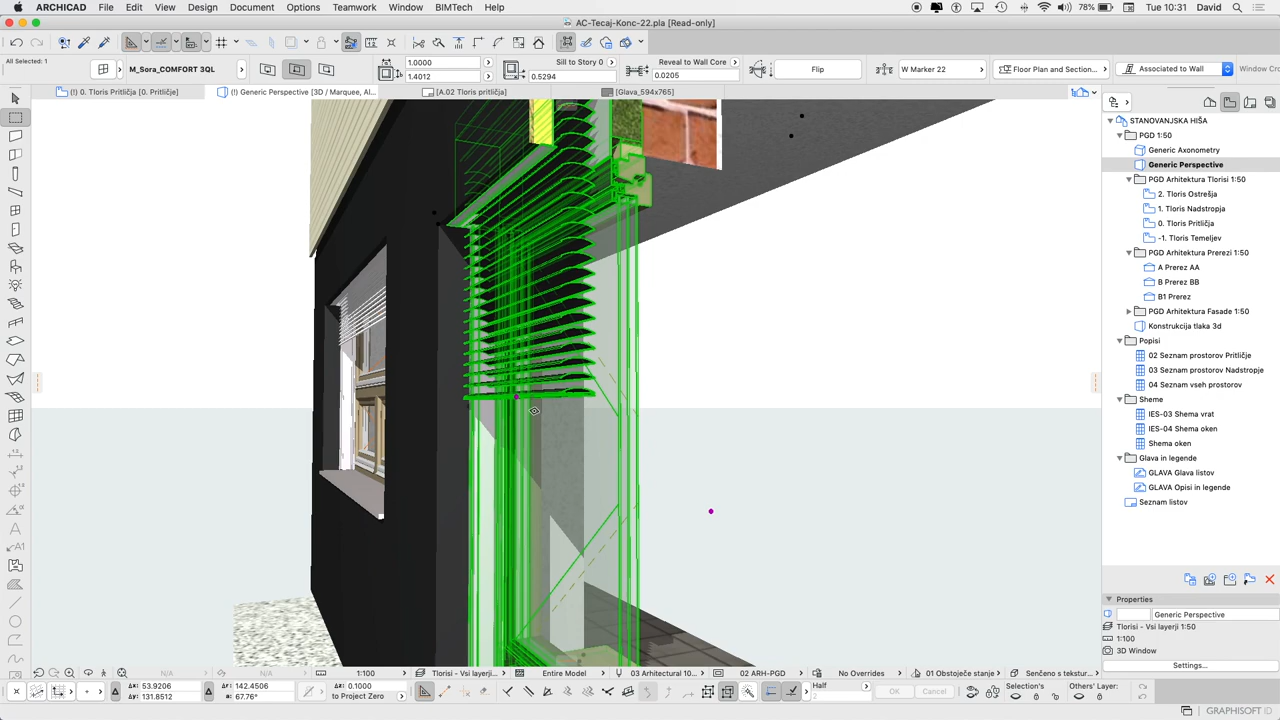 ARCHICAD File Edit View Design Document Options Teamwork Window BIMTech Help
78% Tue 10:31 David
AC-Tecaj-Konc-22.pla [Read-only]
All Selected: 1
M_Sora_COMFORT 3QL
1.0000
1.4012
Sill to Story 0
0.5294
Reveal to Wall Core
0.0205
Flip
W Marker 22
Floor Plan and Section...
Associated to Wall
Window Cr
(!) 0. Tloris Pritličja [0. Pritličje]
(!) Generic Perspective [3D / Marquee, Al...
[A.02 Tloris pritličja]
[Glava_594x765]
STANOVANJSKA HIŠA
PGD 1:50
Generic Axonometry
Generic Perspective
PGD Arhitektura Tlorisi 1:50
2. Tloris Ostrešja
1. Tloris Nadstropja
0. Tloris Pritličja
-1. Tloris Temeljev
PGD Arhitektura Prerezi 1:50
A Prerez AA
B Prerez BB
B1 Prerez
PGD Arhitektura Fasade 1:50
Konstrukcija tlaka 3d
Popisi
02 Seznam prostorov Pritličje
03 Seznam prostorov Nadstropje
04 Seznam vseh prostorov
Sheme
IES-03 Shema vrat
IES-04 Shema oken
Shema oken
Glava in legende
GLAVA Glava listov
GLAVA Opisi in legende
Seznam listov
Properties
Generic Perspective
Tlorisi - Vsi layerji 1:50
1:100
3D Window
Settings...
N/A
N/A
1:100
Tlorisi - Vsi layerji...
Entire Model
03 Arhitectural 10...
02 ARH-PGD
No Overrides
01 Obstoječe stanje
Senčeno s tekstur...
Δx: 53.9206
Δy: 131.8512
Δr: 142.4506
α: 67.76°
Δz: 0.1000
to Project Zero
Half
2
OK
Cancel
Selection's
Others' Layer:
GRAPHISOFT